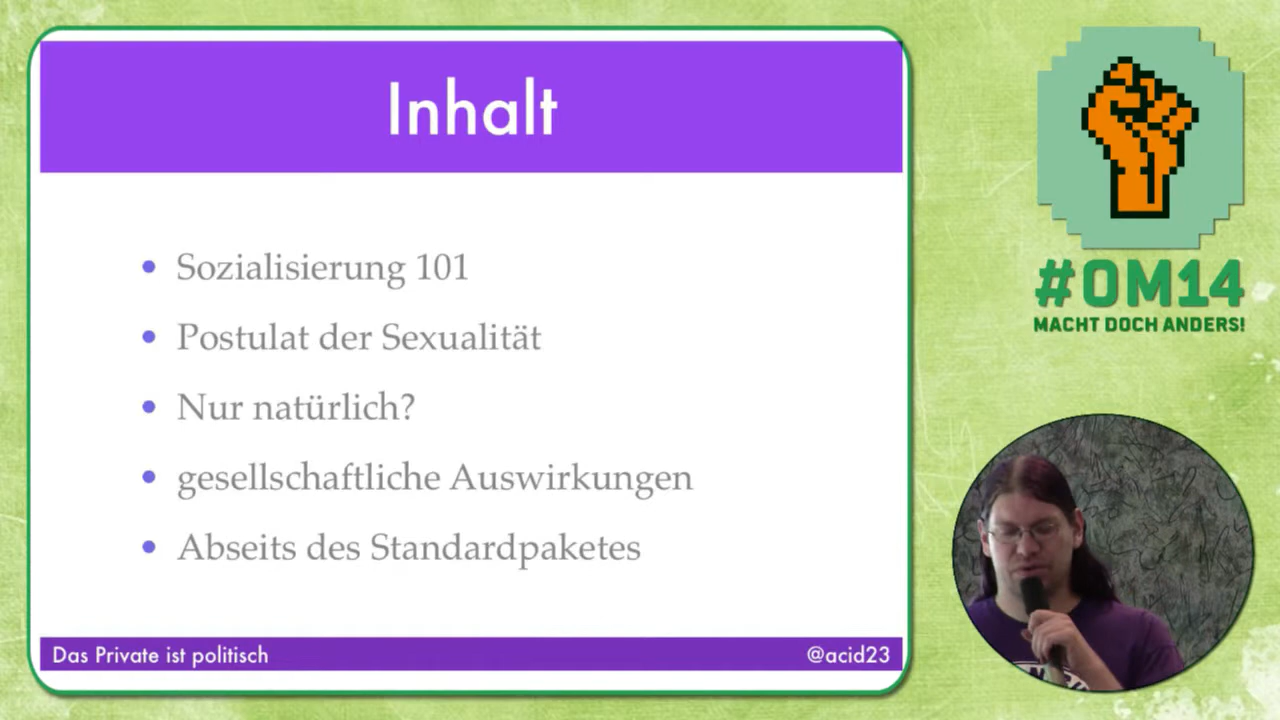 Inhalt
Sozialisierung 101
Postulat der Sexualität
Nur natürlich?
gesellschaftliche Auswirkungen
Abseits des Standardpaketes
Das Private ist politisch
@acid23
#OM14
MACHT DOCH ANDERS!